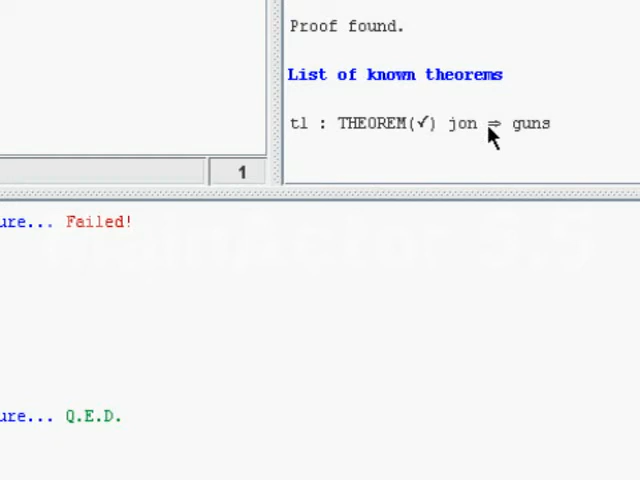 Proof found.
List of known theorems
t1 : THEOREM(✓) jon ⇒ guns
1
ure... Failed!
ure... Q.E.D.